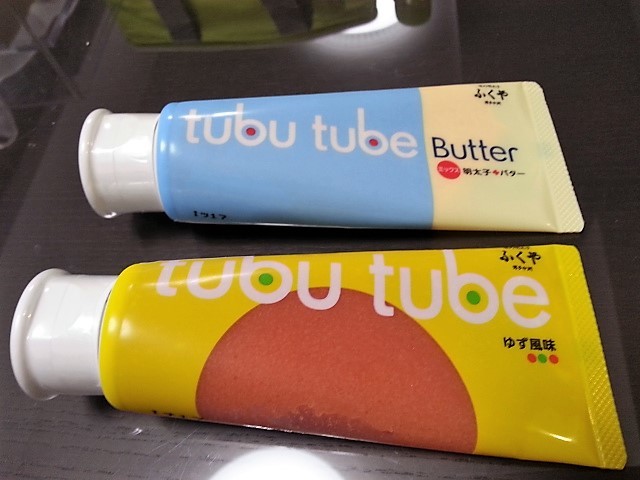 ふくや
tubu tube Butter
ミックス 明太子 バター
ふくや
tubu tube
ゆず風味